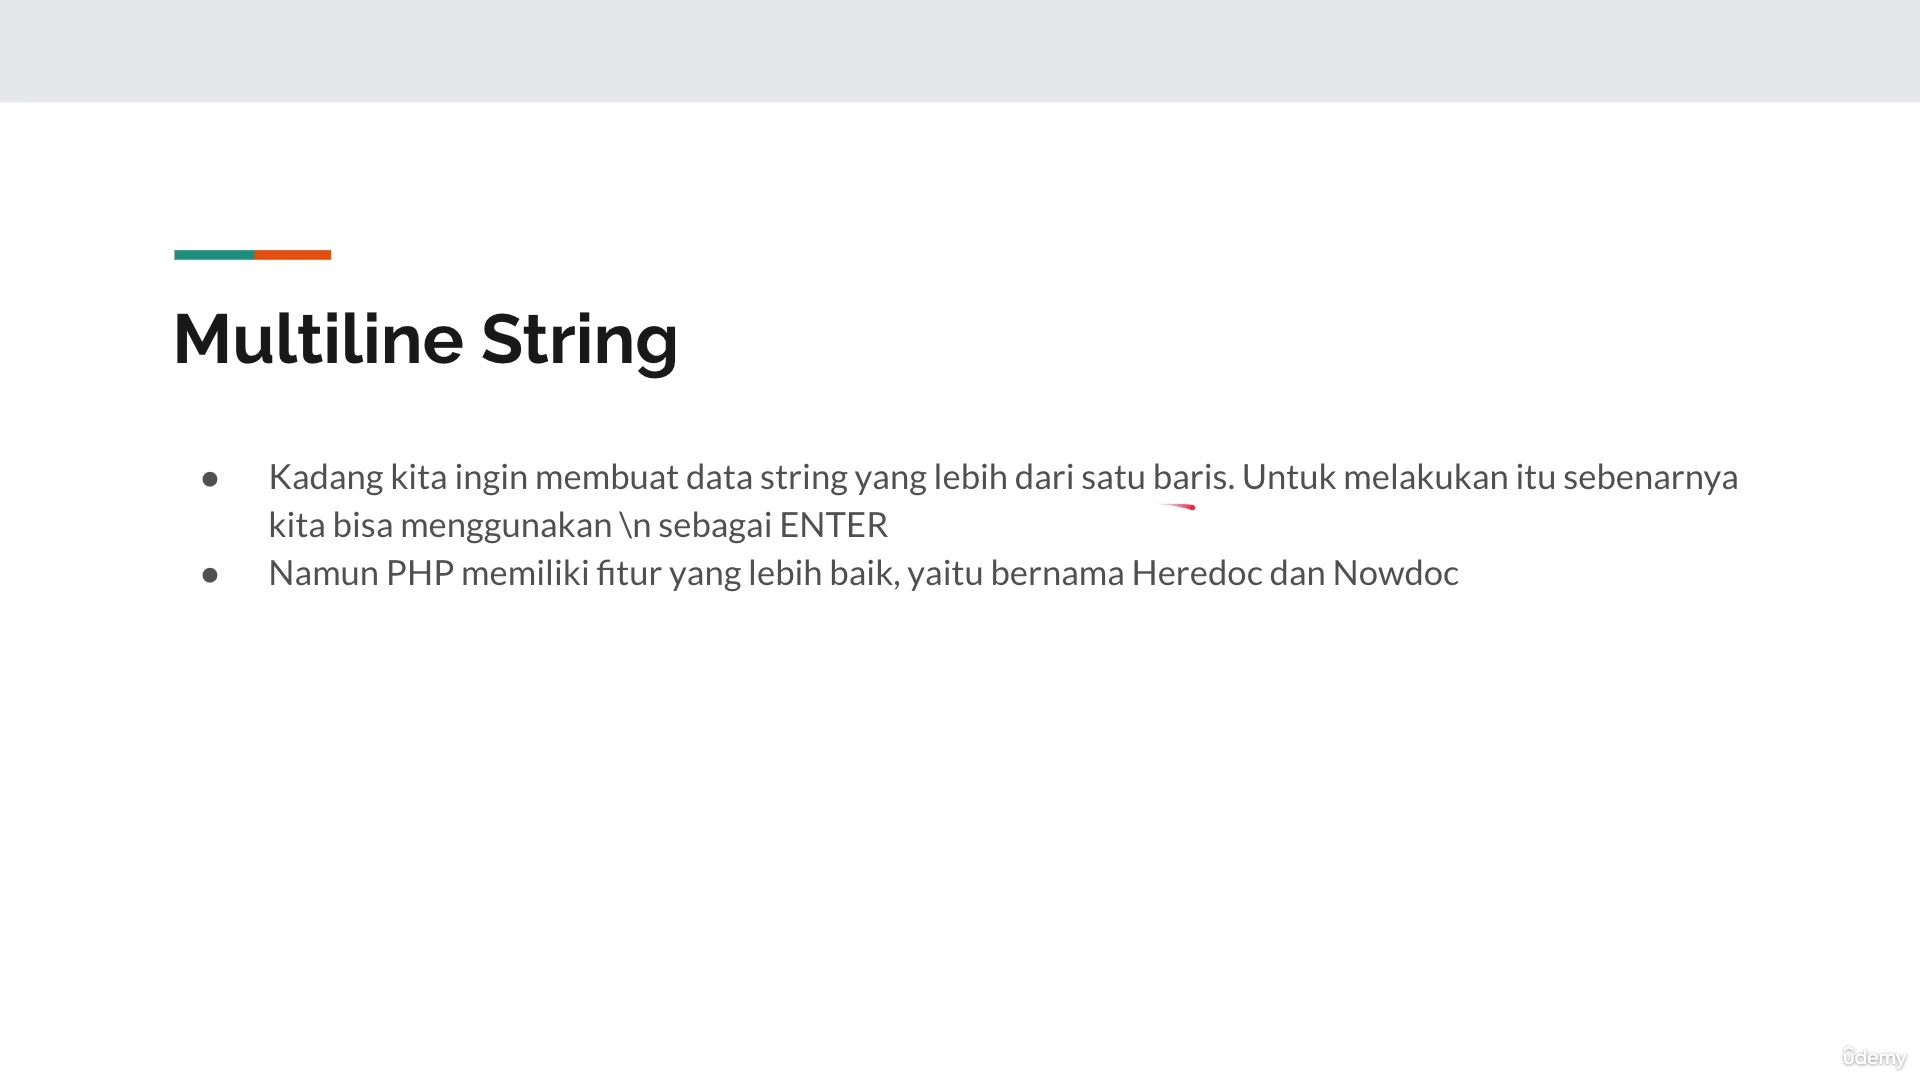 Multiline String
● Kadang kita ingin membuat data string yang lebih dari satu baris. Untuk melakukan itu sebenarnya
kita bisa menggunakan \n sebagai ENTER
● Namun PHP memiliki fitur yang lebih baik, yaitu bernama Heredoc dan Nowdoc
ûdemy